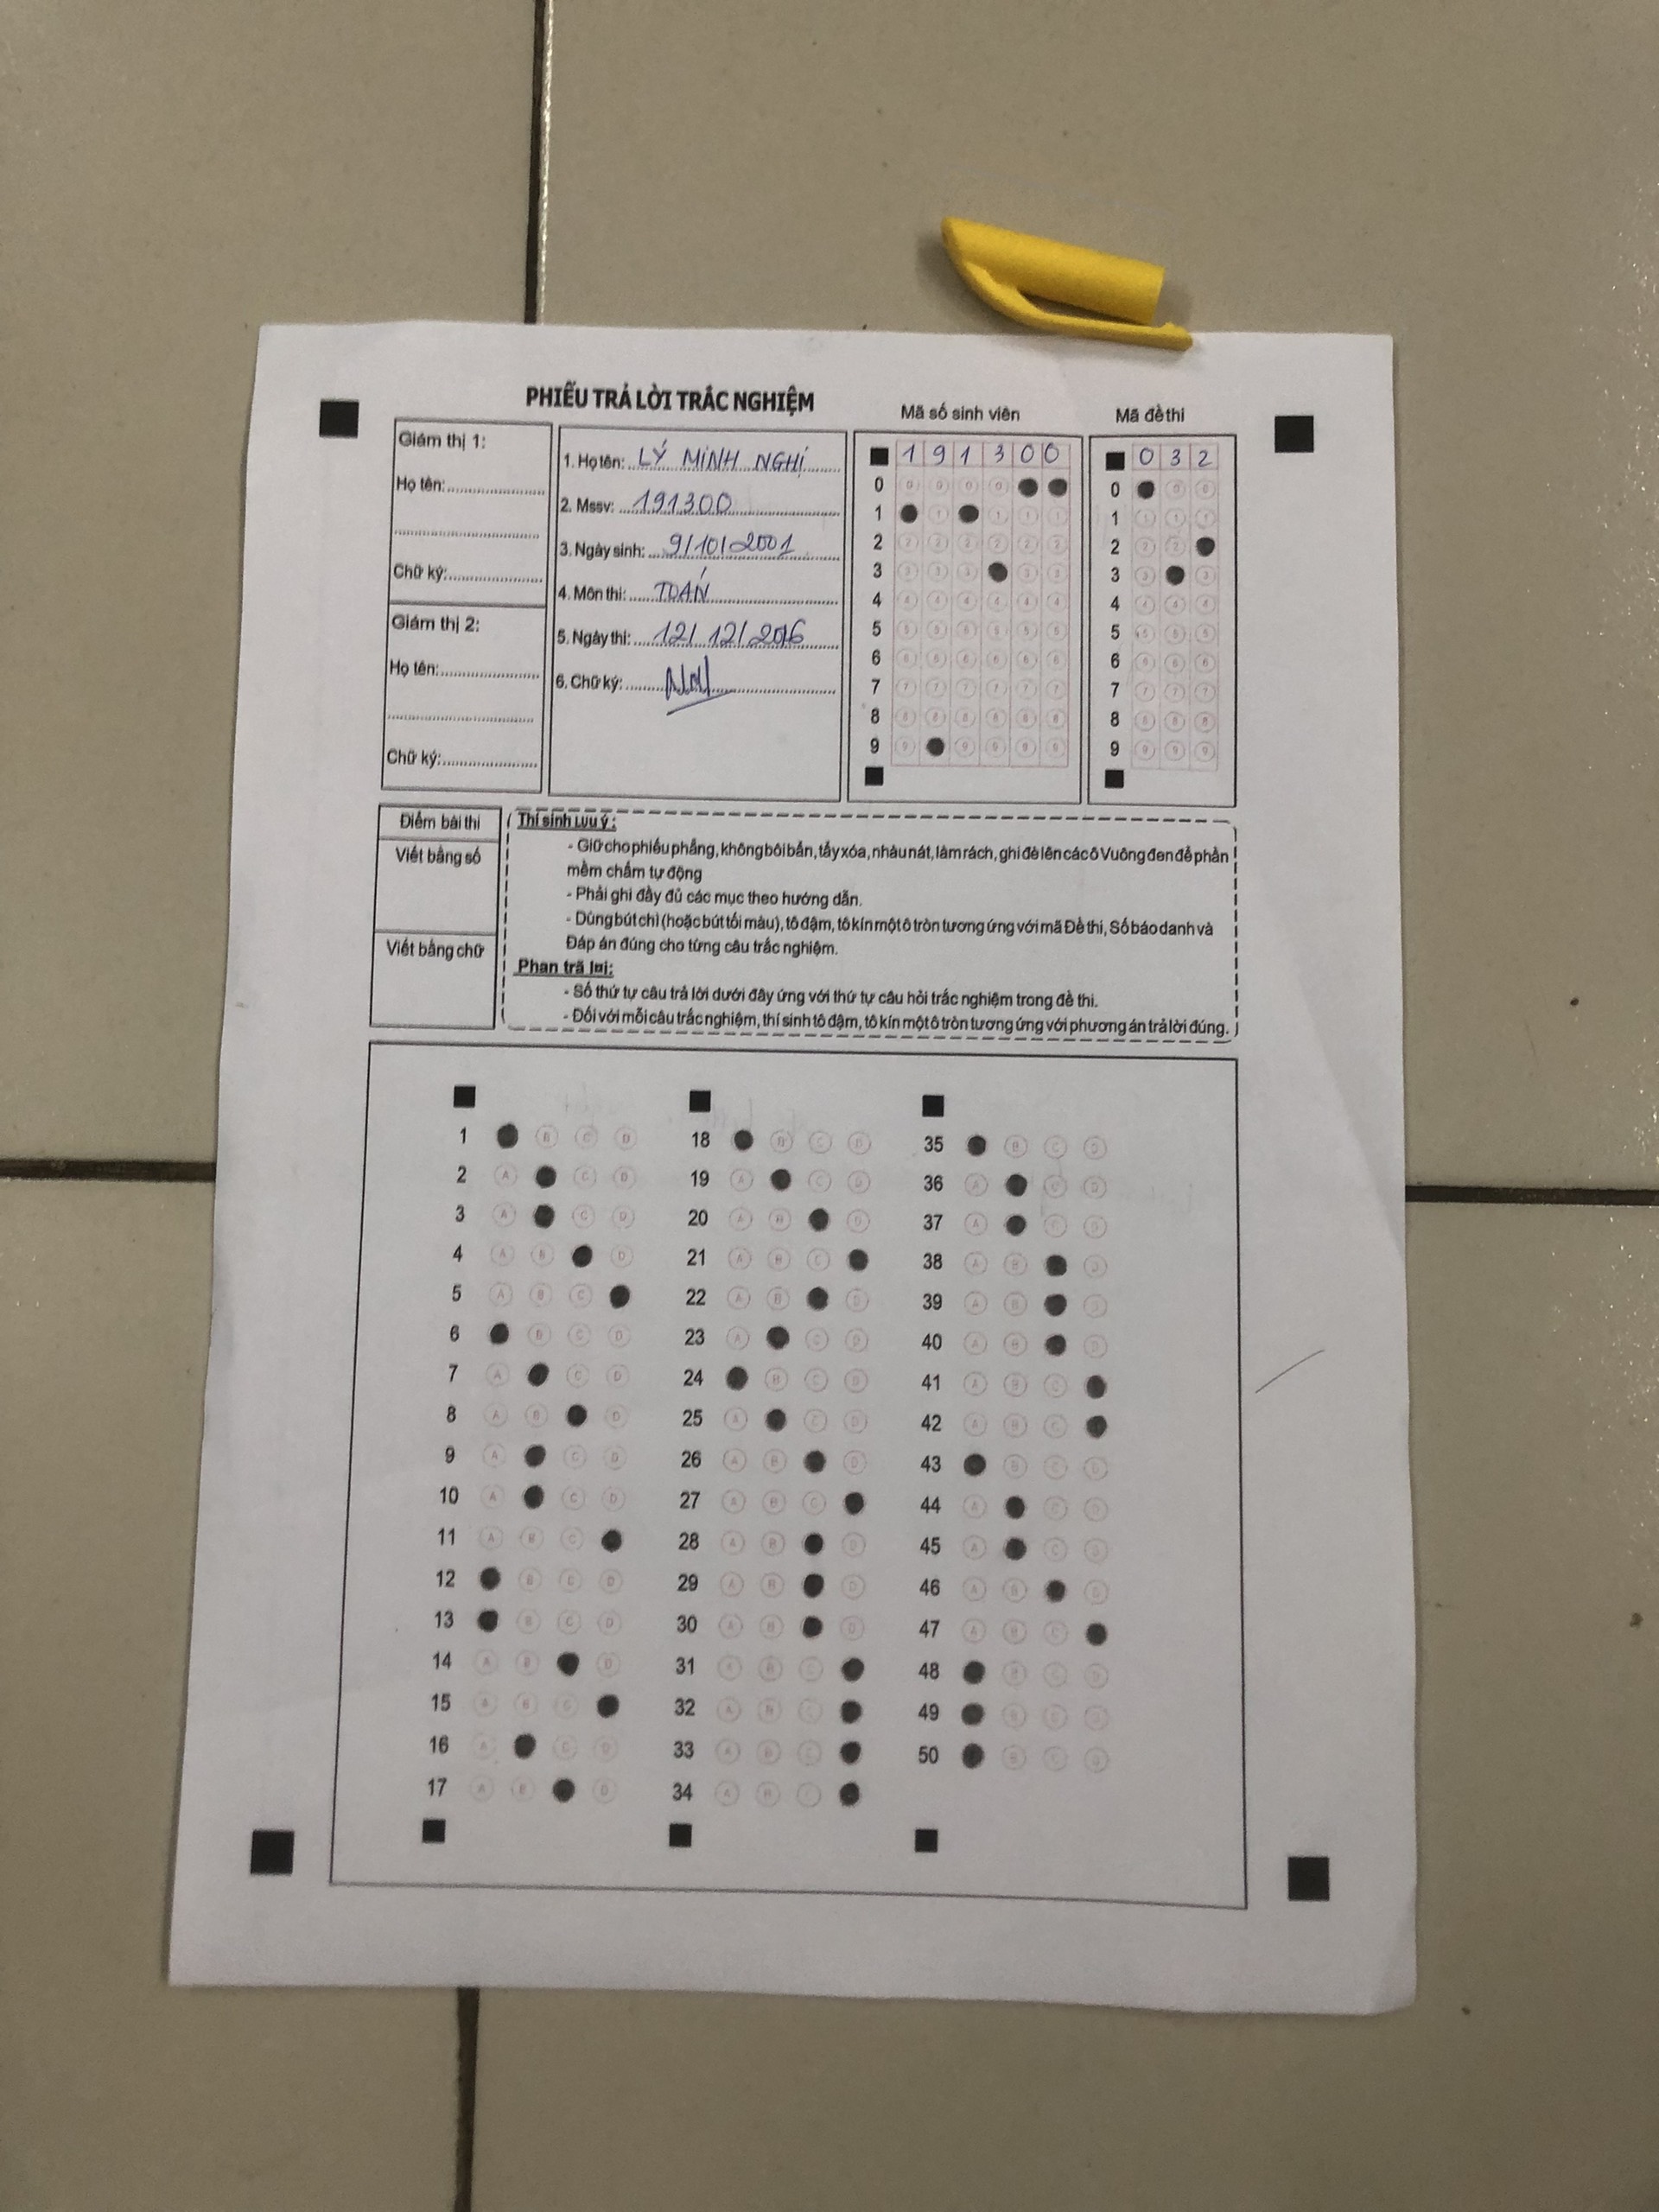 PHIẾU TRẢ LỜI TRẮC NGHIỆM
Giám thị 1:
Họ tên:
Chữ ký:
Giám thị 2:
Họ tên:
Chữ ký:
1. Họ tên: LÝ MINH NGHỊ
2. Mssv: 191300
3. Ngày sinh: 9/10/2001
4. Môn thi: TOÁN
5. Ngày thi: 12/12/2016
6. Chữ ký:
Mã số sinh viên
1 9 1 3 0 0
0
1
2
3
4
5
6
7
8
9
Mã đề thi
0 3 2
0
1
2
3
4
5
6
7
8
9
Điểm bài thi
Viết bằng số
Viết bằng chữ
Thí sinh Lưu ý :
- Giữ cho phiếu phẳng, không bôi bẩn, tẩy xóa, nhàu nát, làm rách, ghi đè lên các ô Vuông đen để phần
mềm chấm tự động
- Phải ghi đầy đủ các mục theo hướng dẫn.
- Dùng bút chì (hoặc bút tối màu), tô đậm, tô kín một ô tròn tương ứng với mã Đề thi, Số báo danh và
Đáp án đúng cho từng câu trắc nghiệm.
Phan trã lơi:
- Số thứ tự câu trả lời dưới đây ứng với thứ tự câu hỏi trắc nghiệm trong đề thi.
- Đối với mỗi câu trắc nghiệm, thí sinh tô đậm, tô kín một ô tròn tương ứng với phương án trả lời đúng.
1 B C D
2 A C D
3 A C D
4 A B D
5 A B C
6 B C D
7 A C D
8 A B D
9 A C D
10 A C D
11 A B C
12 B C D
13 B C D
14 A B D
15 A B C
16 A C D
17 A B D
18 B C D
19 A C D
20 A B D
21 A B C
22 A B D
23 A C D
24 B C D
25 A C D
26 A B D
27 A B C
28 A B D
29 A B D
30 A B D
31 A B C
32 A B C
33 A B C
34 A B C
35 B C D
36 A C D
37 A C D
38 A B D
39 A B D
40 A B D
41 A B C
42 A B C
43 B C D
44 A C D
45 A C D
46 A B D
47 A B C
48 B C D
49 B C D
50 B C D